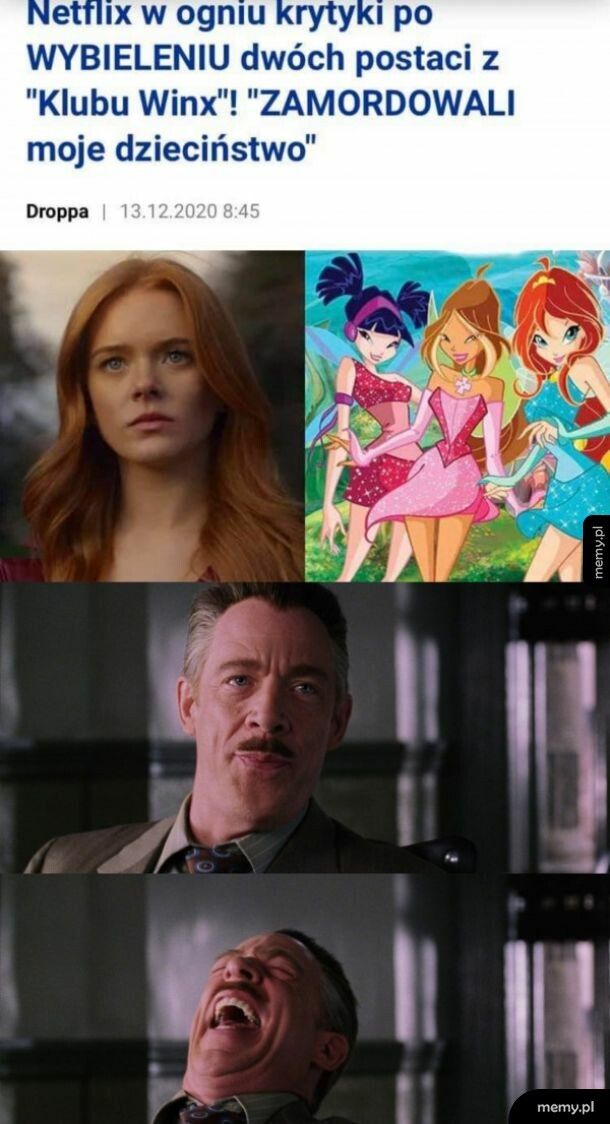 Netflix w ogniu krytyki po
WYBIELENIU dwóch postaci z
"Klubu Winx"! "ZAMORDOWALI
moje dzieciństwo"
Droppa | 13.12.2020 8:45
memy.pl
memy.pl